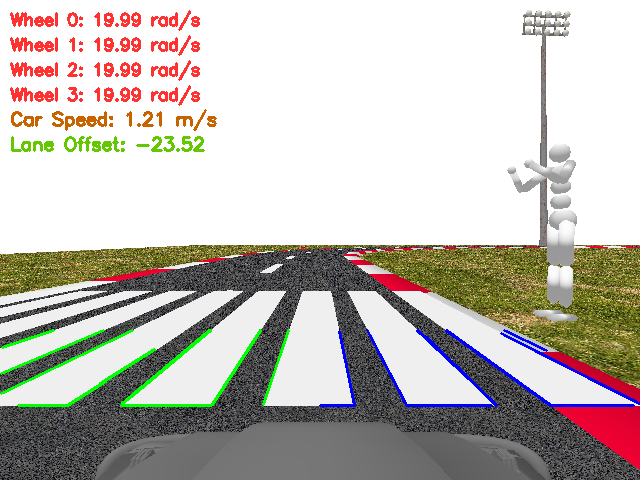 Wheel 0: 19.99 rad/s
Wheel 1: 19.99 rad/s
Wheel 2: 19.99 rad/s
Wheel 3: 19.99 rad/s
Car Speed: 1.21 m/s
Lane Offset: -23.52